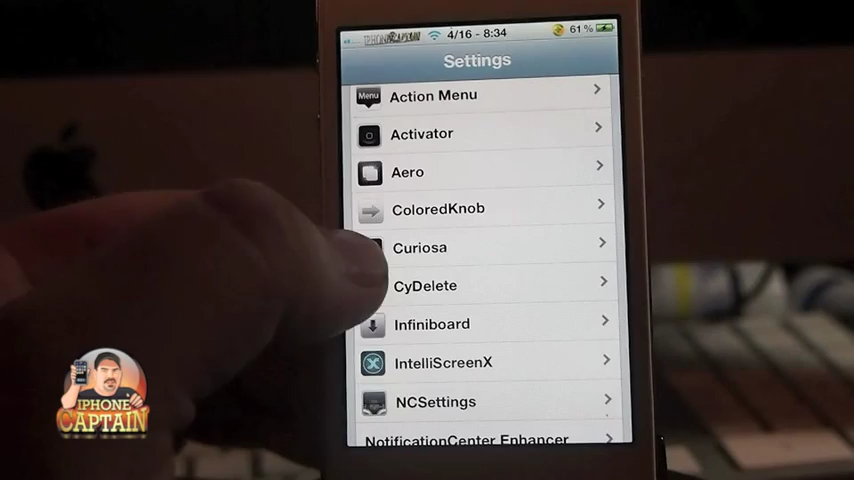 IPHONECAPTAIN 4/16 - 8:34 61%
Settings
Menu Action Menu
Activator
Aero
ColoredKnob
Curiosa
CyDelete
Infiniboard
IntelliScreenX
NCSettings
NotificationCenter Enhancer
IPHONE
CAPTAIN